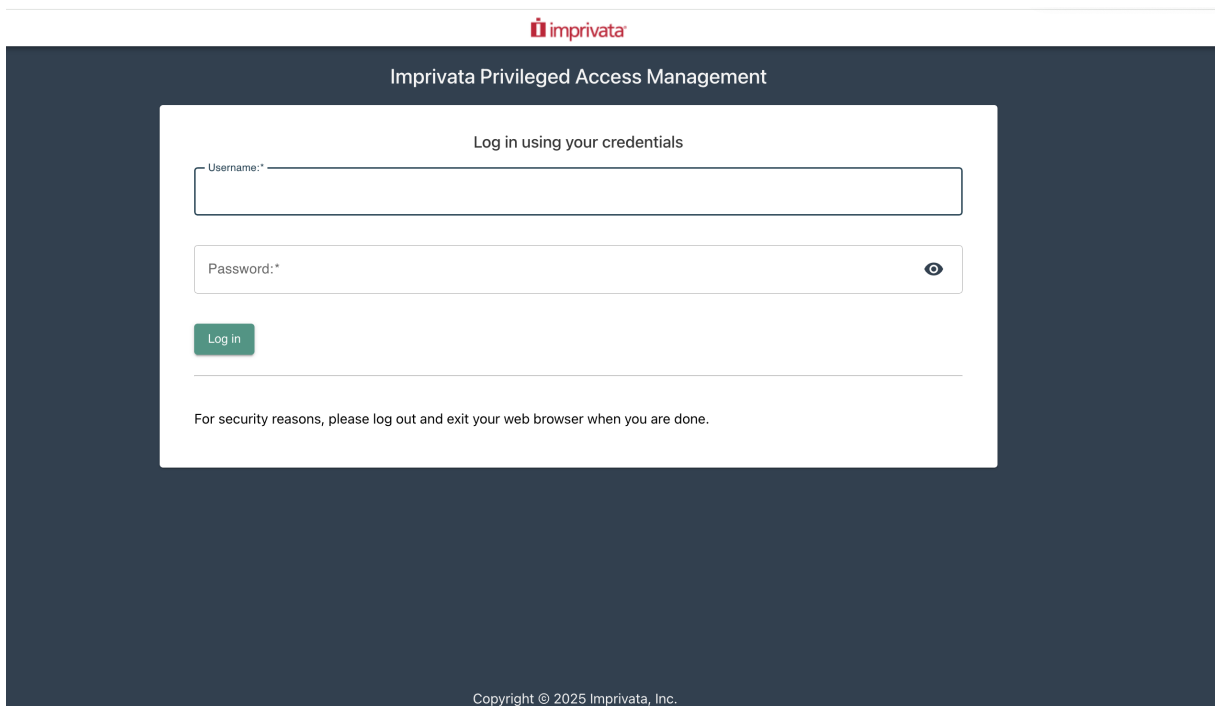 imprivata
Imprivata Privileged Access Management
Log in using your credentials
Username:*
Password:*
Log in
For security reasons, please log out and exit your web browser when you are done.
Copyright © 2025 Imprivata, Inc.